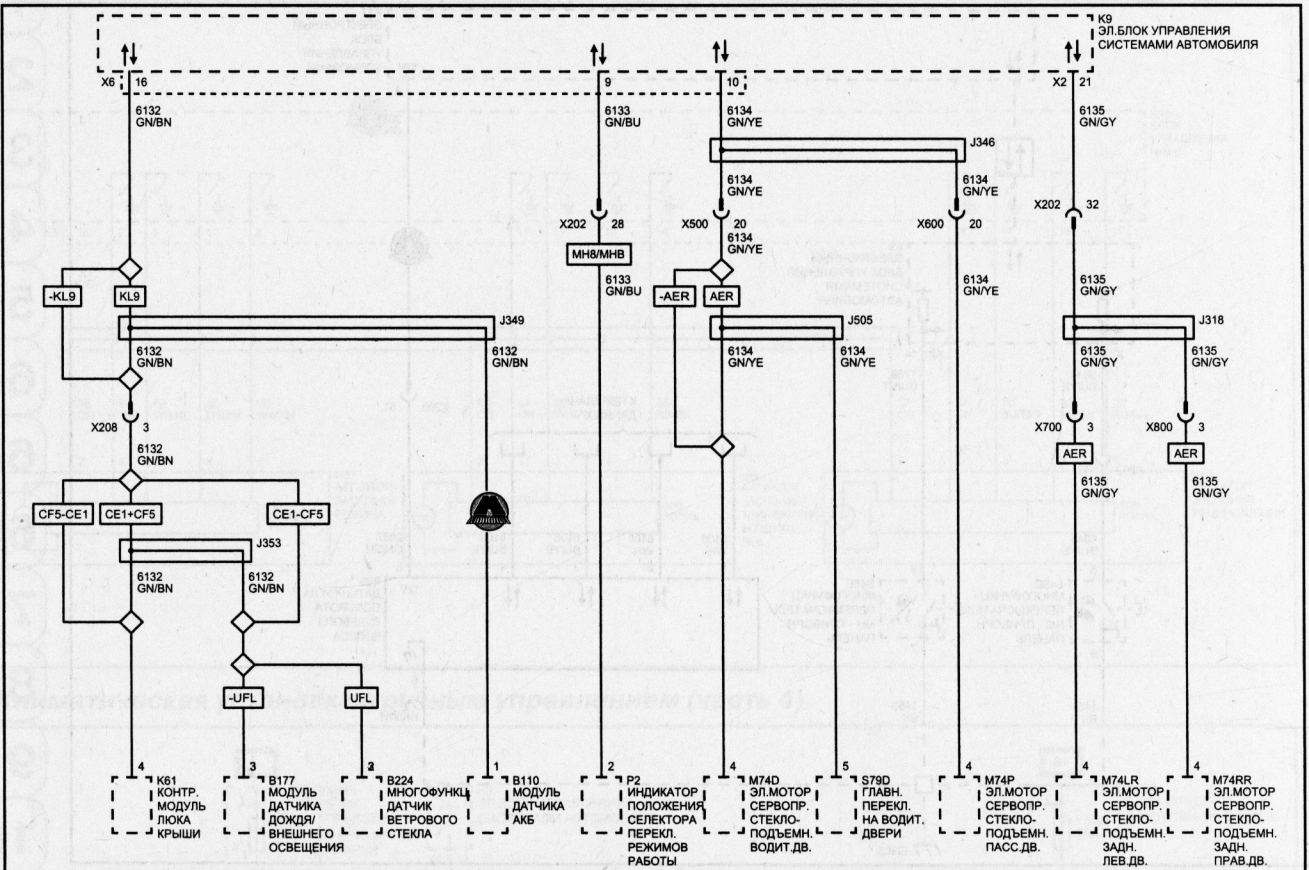 K9
ЭЛ.БЛОК УПРАВЛЕНИЯ
СИСТЕМАМИ АВТОМОБИЛЯ
X6 16 9 10 X2 21
6132 6133 6134 6135
GN/BN GN/BU GN/YE GN/GY
J346
6134 6134
GN/YE GN/YE
X202 32
X202 28 X500 20 X600 20
6134
GN/YE
MH8/MHB
6133 6134 6135
GN/BU GN/YE GN/GY
-KL9 KL9 -AER AER
J349 J505 J318
6132 6132 6134 6134 6135 6135
GN/BN GN/BN GN/YE GN/YE GN/GY GN/GY
X208 3 X700 3 X800 3
6132
GN/BN
AER AER
6135 6135
GN/GY GN/GY
CF5-CE1 CE1+CF5 CE1-CF5
J353
6132 6132
GN/BN GN/BN
-UFL UFL
климатическая управлением (часть 4)
4
K61
КОНТР.
МОДУЛЬ
ЛЮКА
КРЫШИ
3
B177
МОДУЛЬ
ДАТЧИКА
ДОЖДЯ/
ВНЕШНЕГО
ОСВЕЩЕНИЯ
B224
МНОГОФУНКЦ
ДАТЧИК
ВЕТРОВОГО
СТЕКЛА
1
B110
МОДУЛЬ
ДАТЧИКА
АКБ
2
P2
ИНДИКАТОР
ПОЛОЖЕНИЯ
СЕЛЕКТОРА
ПЕРЕКЛ.
РЕЖИМОВ
РАБОТЫ
4
M74D
ЭЛ.МОТОР
СЕРВОПР.
СТЕКЛО-
ПОДЪЕМН.
ВОДИТ.ДВ.
5
S79D
ГЛАВН.
ПЕРЕКЛ.
НА ВОДИТ.
ДВЕРИ
4
M74P
ЭЛ.МОТОР
СЕРВОПР.
СТЕКЛО-
ПОДЪЕМН.
ПАСС.ДВ.
4
M74LR
ЭЛ.МОТОР
СЕРВОПР.
СТЕКЛО-
ПОДЪЕМН.
ЗАДН.
ЛЕВ.ДВ.
4
M74RR
ЭЛ.МОТОР
СЕРВОПР.
СТЕКЛО-
ПОДЪЕМН.
ЗАДН.
ПРАВ.ДВ.